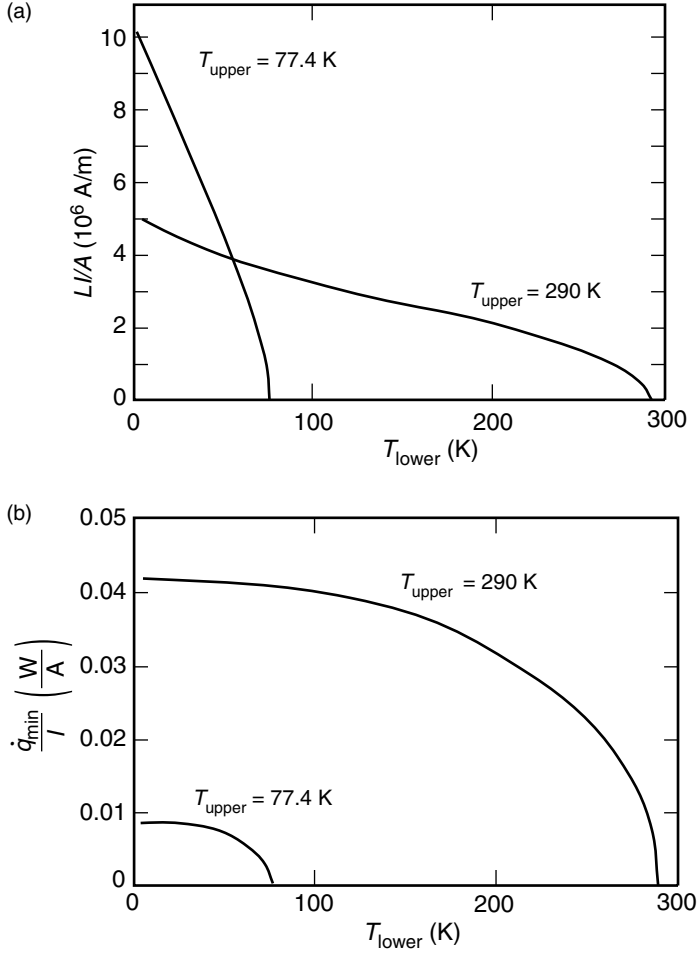 (a)
10
8
6
4
2
0
LI/A (10⁶ A/m)
T_upper = 77.4 K
T_upper = 290 K
0 100 200 300
T_lower (K)
(b)
0.05
0.04
0.03
0.02
0.01
0
q̇_min/I (W/A)
T_upper = 290 K
T_upper = 77.4 K
0 100 200 300
T_lower (K)